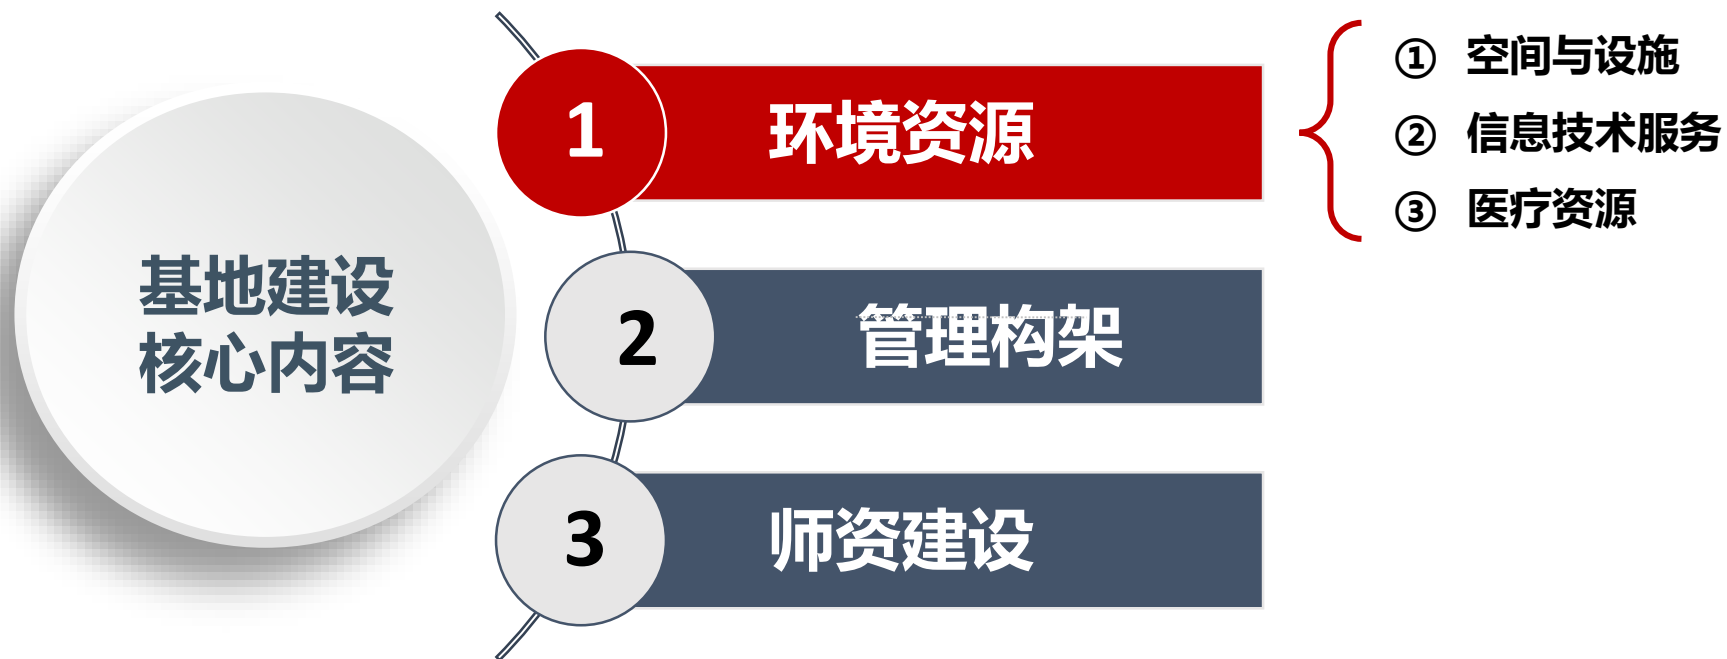 基地建设
核心内容
1
环境资源
① 空间与设施
② 信息技术服务
③ 医疗资源
2
管理构架
3
师资建设